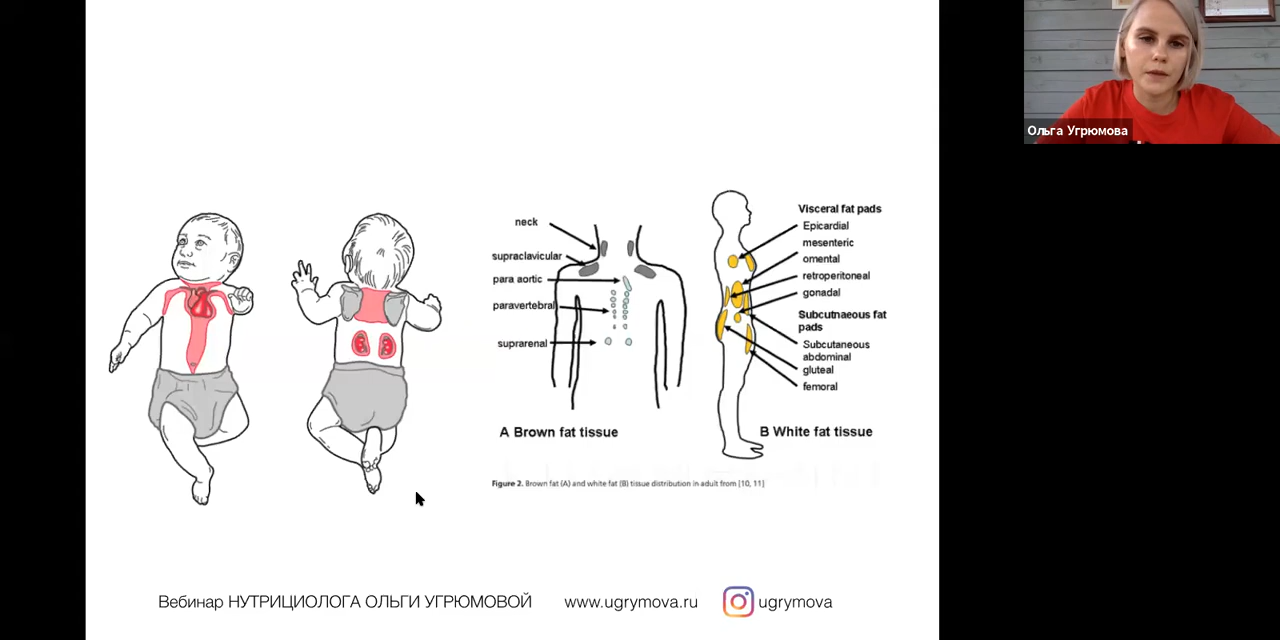 Ольга Угрюмова
neck
supraclavicular
para aortic
paravertebral
suprarenal
A Brown fat tissue
Visceral fat pads
Epicardial
mesenteric
omental
retroperitoneal
gonadal
Subcutnaeous fat
pads
Subcutaneous
abdominal
gluteal
femoral
B White fat tissue
Figure 2. Brown fat (A) and white fat (B) tissue distribution in adult from [10, 11]
Вебинар НУТРИЦИОЛОГА ОЛЬГИ УГРЮМОВОЙ
www.ugrymova.ru
ugrymova